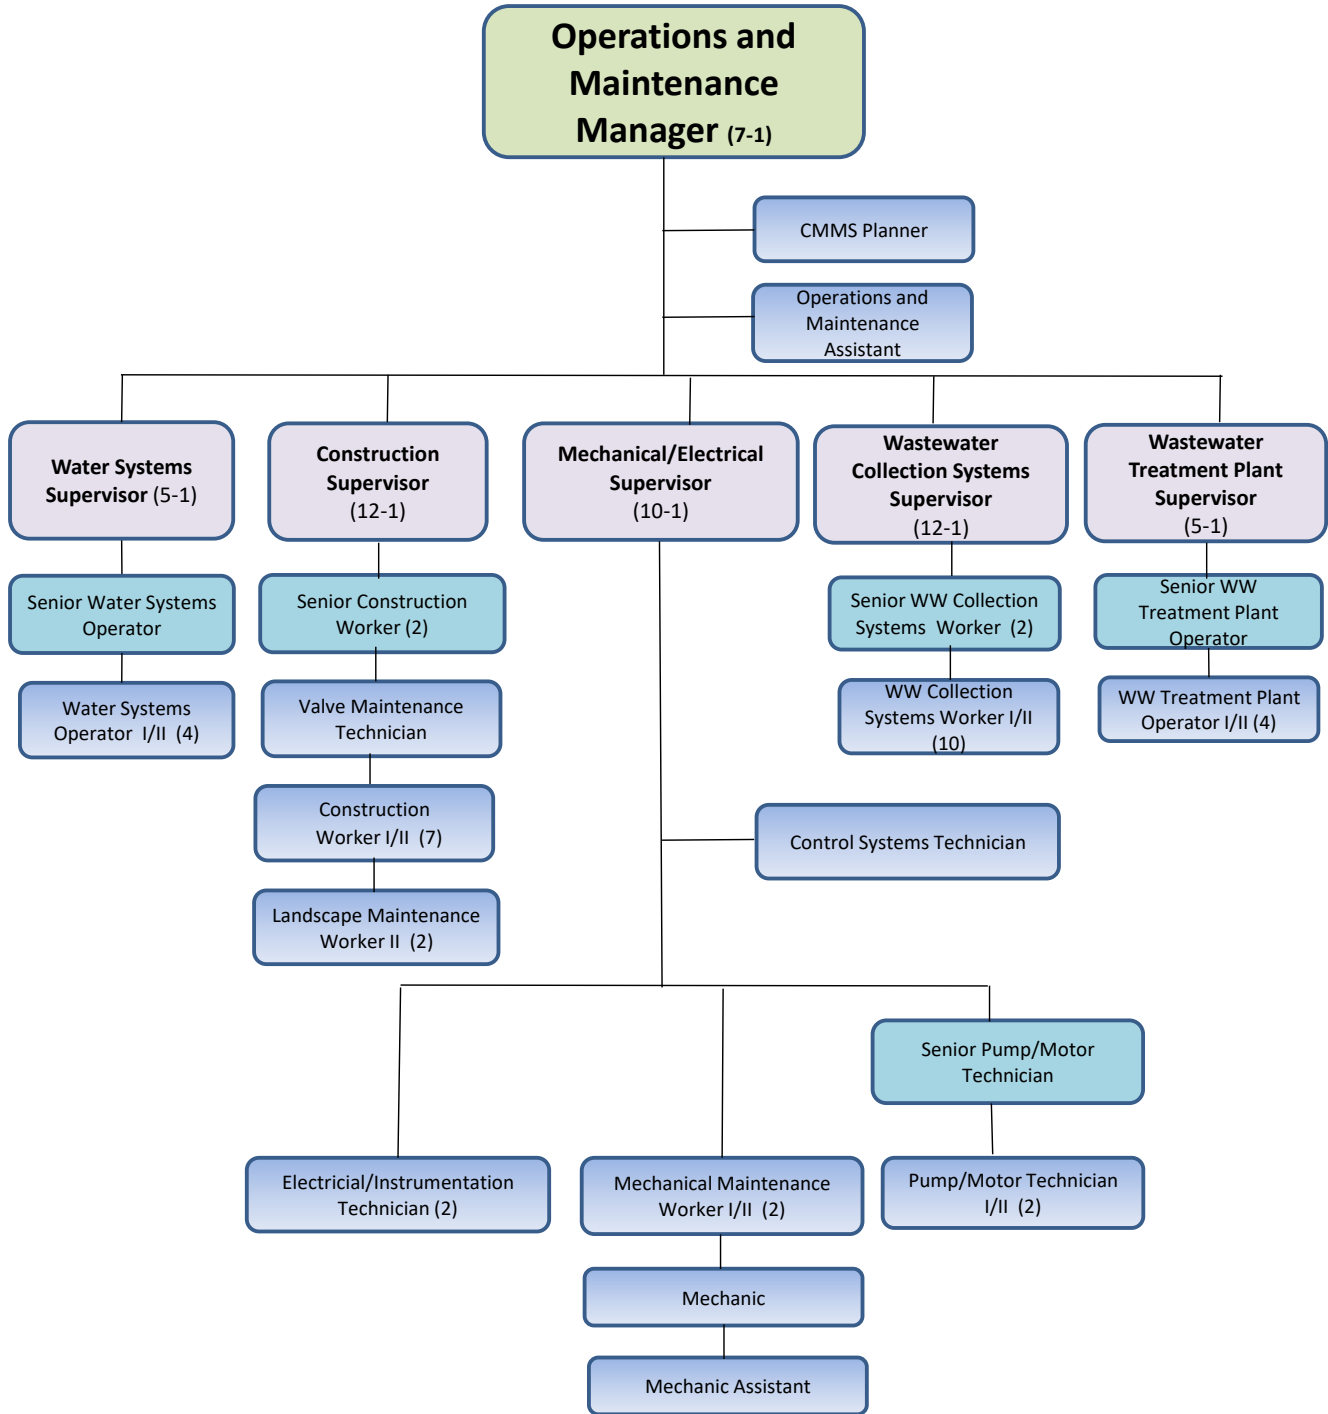 Operations and
Maintenance
Manager (7-1)
CMMS Planner
Operations and
Maintenance
Assistant
Water Systems
Supervisor (5-1)
Construction
Supervisor
(12-1)
Mechanical/Electrical
Supervisor
(10-1)
Wastewater
Collection Systems
Supervisor
(12-1)
Wastewater
Treatment Plant
Supervisor
(5-1)
Senior Water Systems
Operator
Senior Construction
Worker (2)
Senior WW Collection
Systems Worker (2)
Senior WW
Treatment Plant
Operator
Water Systems
Operator I/II (4)
Valve Maintenance
Technician
WW Collection
Systems Worker I/II
(10)
WW Treatment Plant
Operator I/II (4)
Construction
Worker I/II (7)
Control Systems Technician
Landscape Maintenance
Worker II (2)
Senior Pump/Motor
Technician
Electricial/Instrumentation
Technician (2)
Mechanical Maintenance
Worker I/II (2)
Pump/Motor Technician
I/II (2)
Mechanic
Mechanic Assistant